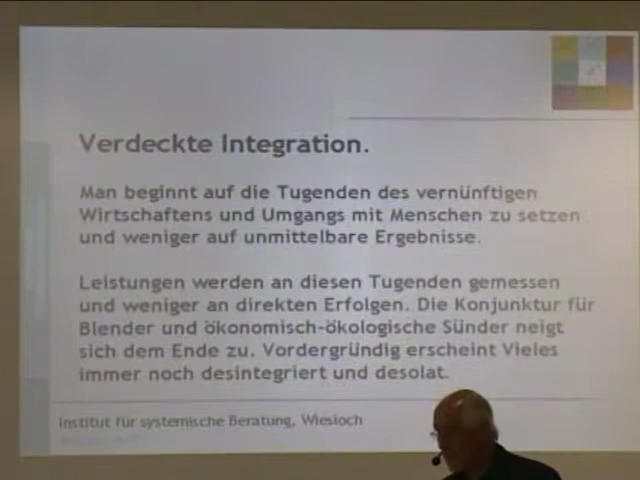 Verdeckte Integration.
Man beginnt auf die Tugenden des vernünftigen
Wirtschaftens und Umgangs mit Menschen zu setzen
und weniger auf unmittelbare Ergebnisse.
Leistungen werden an diesen Tugenden gemessen
und weniger an direkten Erfolgen. Die Konjunktur für
Blender und ökonomisch-ökologische Sünder neigt
sich dem Ende zu. Vordergründig erscheint Vieles
immer noch desintegriert und desolat.
Institut für systemische Beratung, Wiesloch